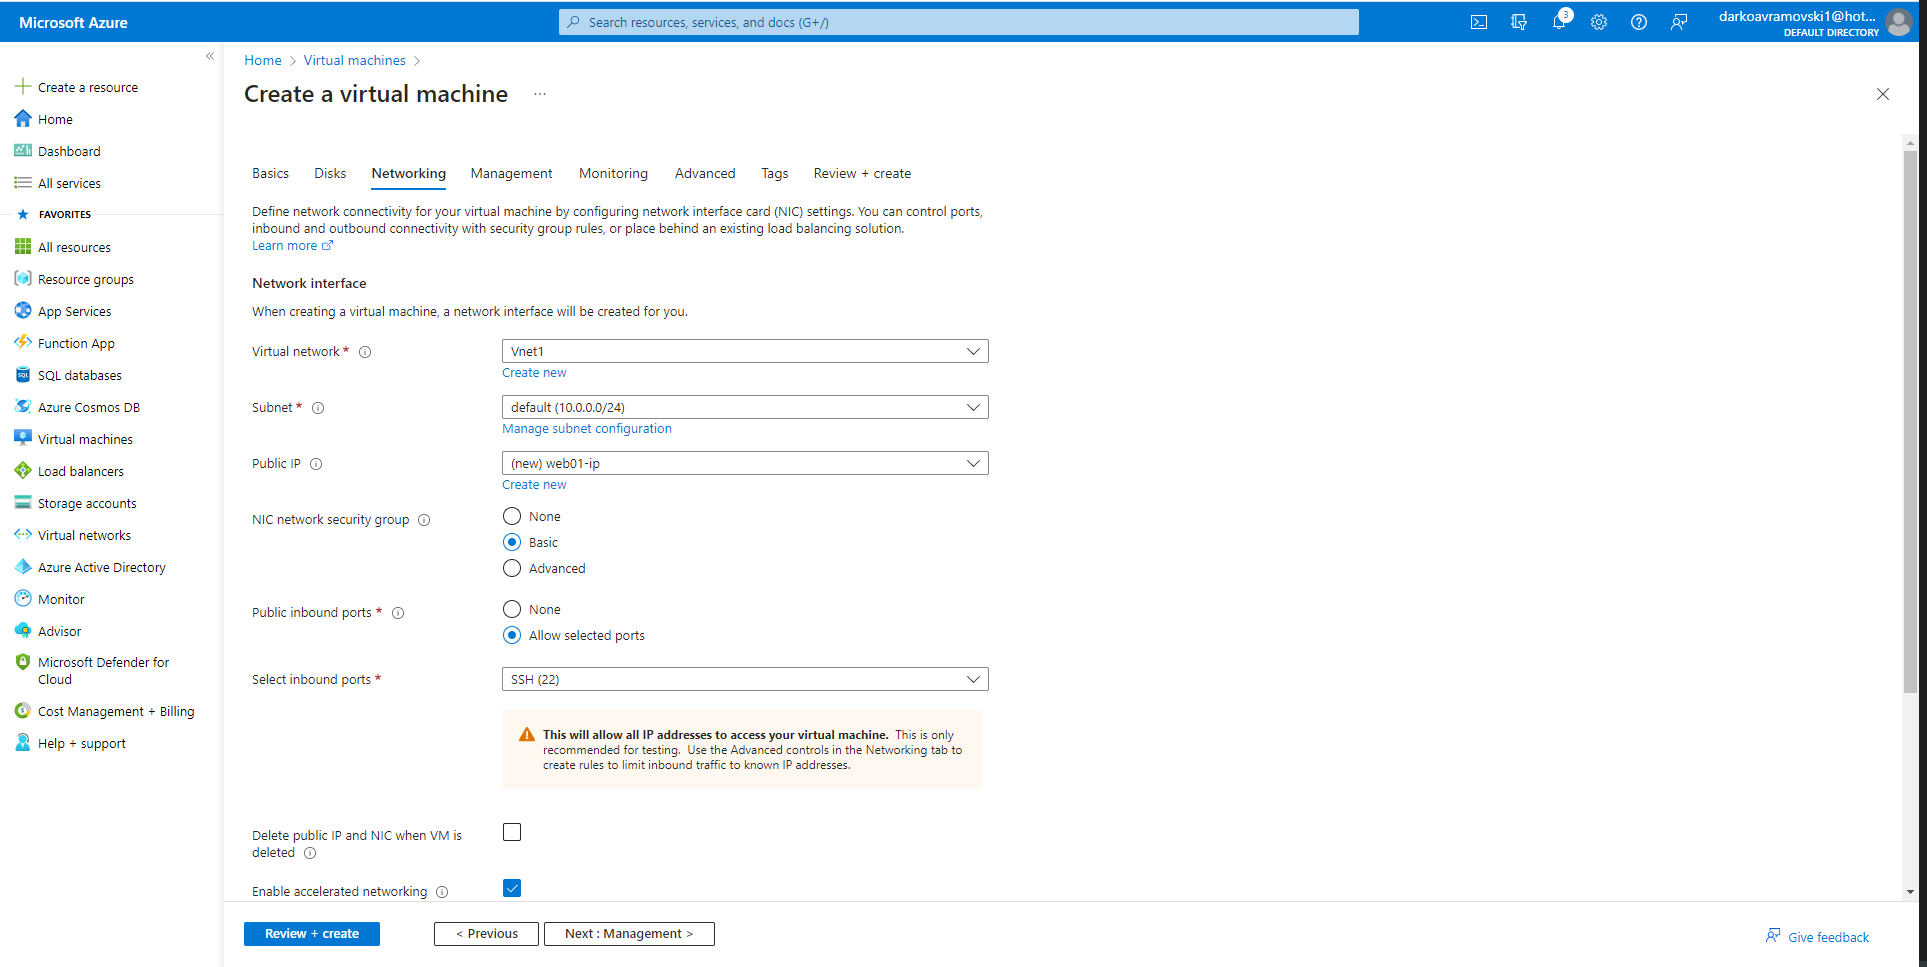 Microsoft Azure
Search resources, services, and docs (G+/)
3
darkoavramovski1@hot...
DEFAULT DIRECTORY
«
Create a resource
Home
Dashboard
All services
FAVORITES
All resources
Resource groups
App Services
Function App
SQL databases
Azure Cosmos DB
Virtual machines
Load balancers
Storage accounts
Virtual networks
Azure Active Directory
Monitor
Advisor
Microsoft Defender for
Cloud
Cost Management + Billing
Help + support
Home > Virtual machines >
Create a virtual machine ...
Basics Disks Networking Management Monitoring Advanced Tags Review + create
Define network connectivity for your virtual machine by configuring network interface card (NIC) settings. You can control ports,
inbound and outbound connectivity with security group rules, or place behind an existing load balancing solution.
Learn more
Network interface
When creating a virtual machine, a network interface will be created for you.
Virtual network * Vnet1
Create new
Subnet * default (10.0.0.0/24)
Manage subnet configuration
Public IP (new) web01-ip
Create new
NIC network security group
None
Basic
Advanced
Public inbound ports *
None
Allow selected ports
Select inbound ports * SSH (22)
This will allow all IP addresses to access your virtual machine. This is only
recommended for testing. Use the Advanced controls in the Networking tab to
create rules to limit inbound traffic to known IP addresses.
Delete public IP and NIC when VM is
deleted
Enable accelerated networking
Review + create
< Previous
Next : Management >
Give feedback